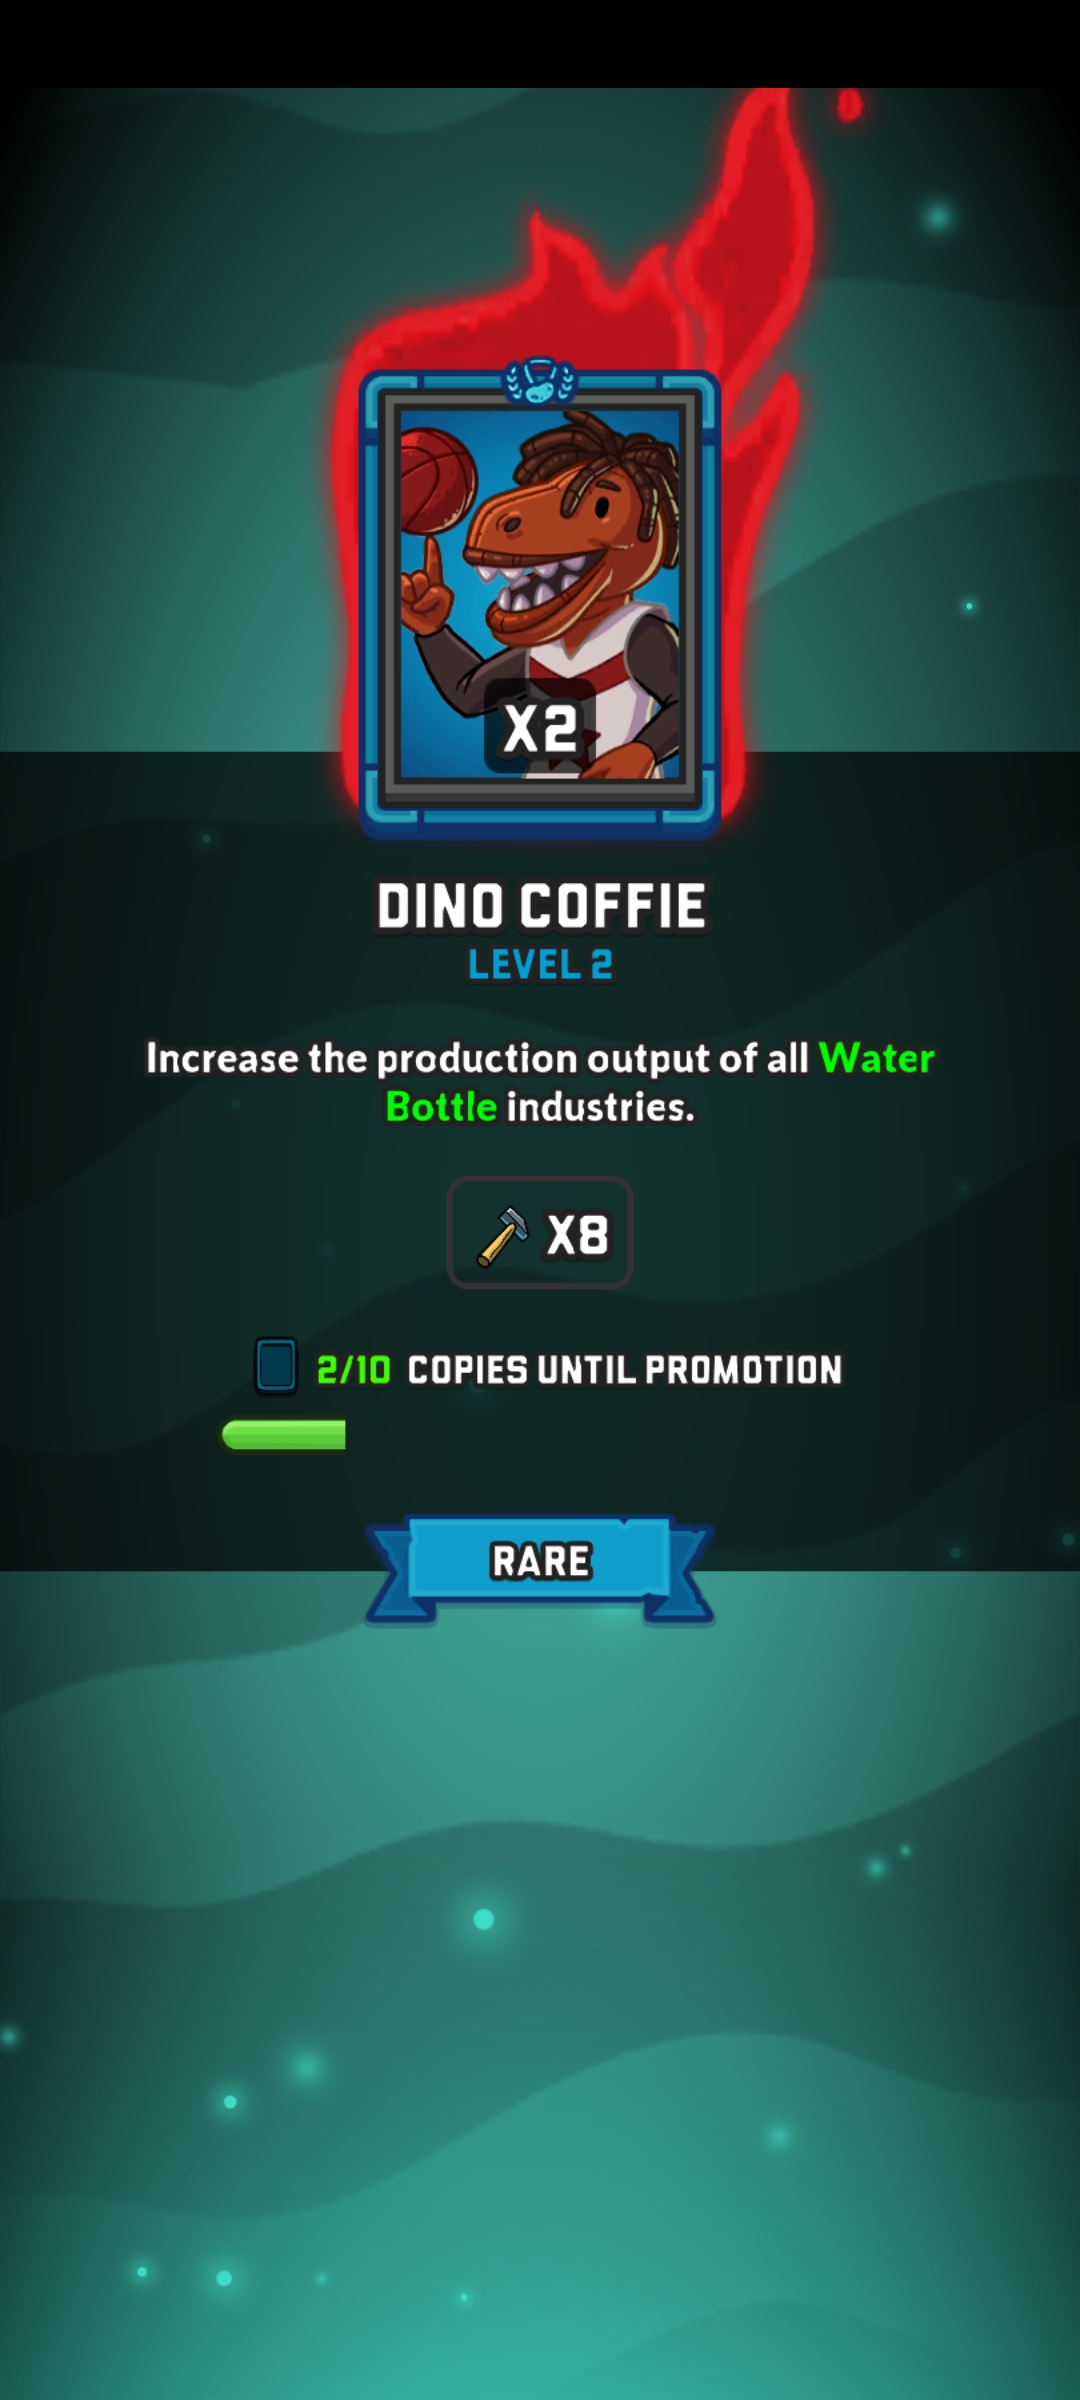 X2
DINO COFFIE
LEVEL 2
Increase the production output of all Water
Bottle industries.
X8
2/10 COPIES UNTIL PROMOTION
RARE